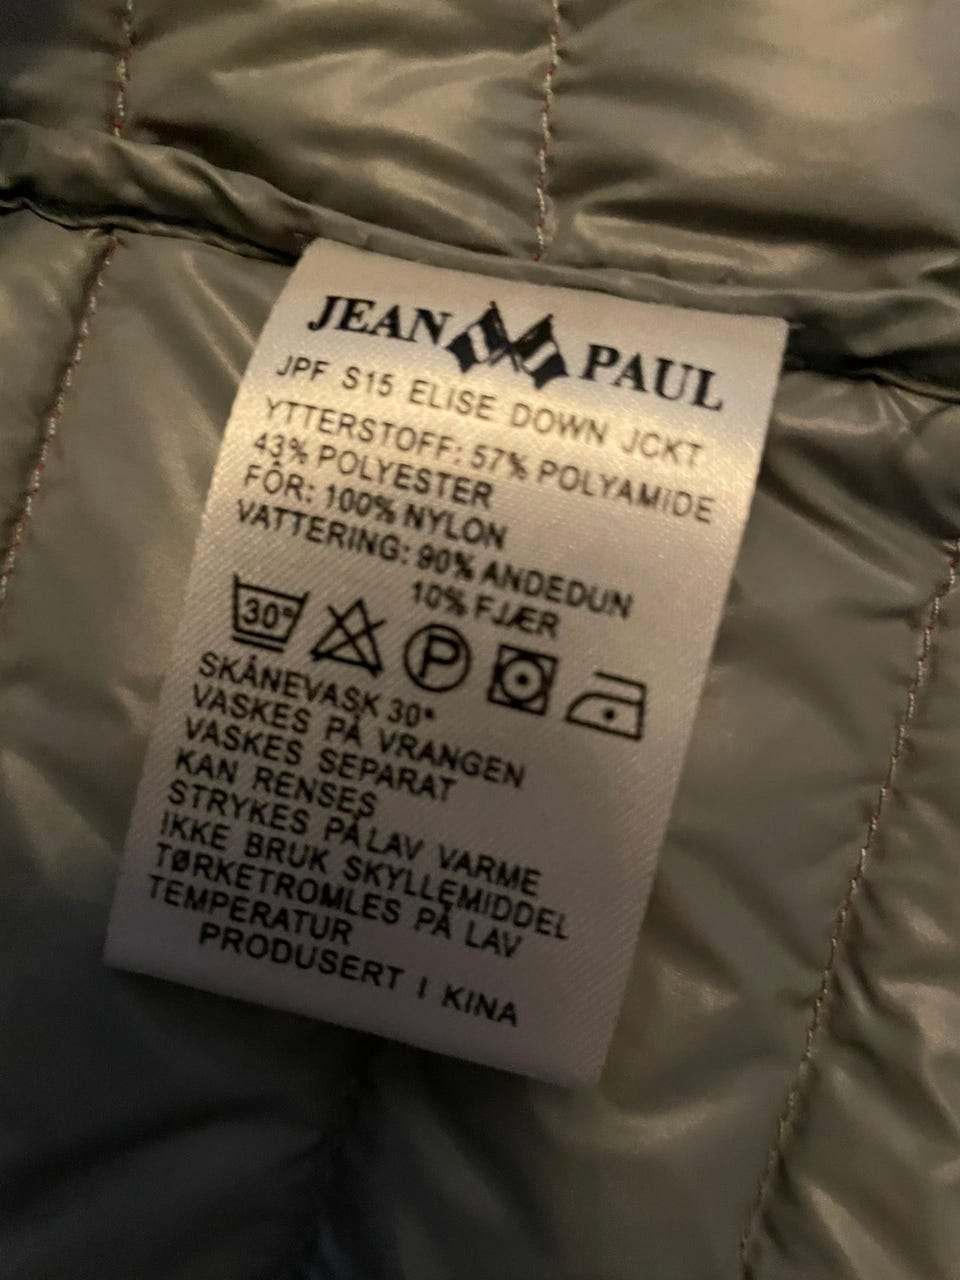 JEAN PAUL
JPF S15 ELISE DOWN JCKT
YTTERSTOFF: 57% POLYAMIDE
43% POLYESTER
FÔR: 100% NYLON
VATTERING: 90% ANDEDUN
10% FJÆR
30° P
SKÅNEVASK 30°
VASKES PÅ VRANGEN
VASKES SEPARAT
KAN RENSES
STRYKES PÅ LAV VARME
IKKE BRUK SKYLLEMIDDEL
TØRKETROMLES PÅ LAV
TEMPERATUR
PRODUSERT I KINA